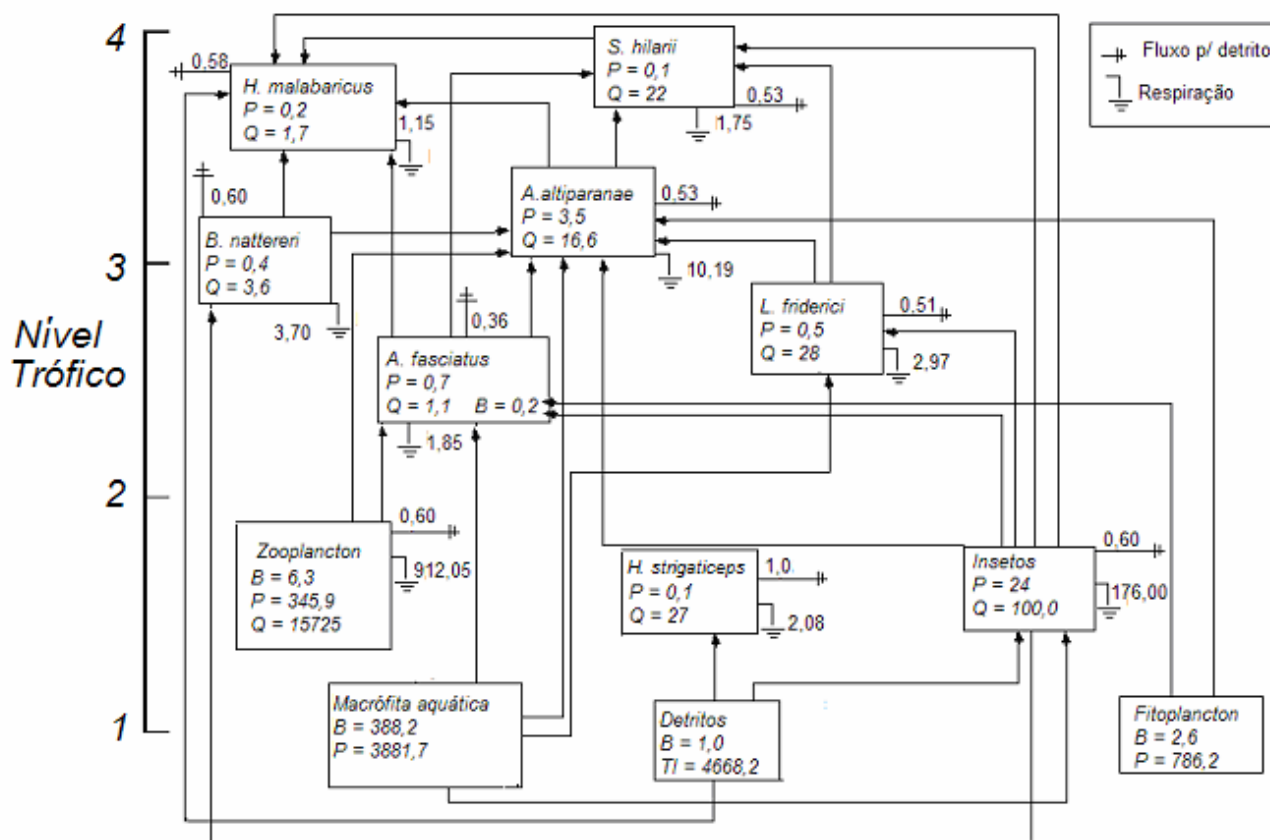 4
S. hilarii
P = 0,1
Q = 22
0,53
1,75
Fluxo p/ detrito
Respiração
0,58
H. malabaricus
P = 0,2
Q = 1,7
1,15
0,60
B. nattereri
P = 0,4
Q = 3,6
3,70
A.altiparanae
P = 3,5
Q = 16,6
0,53
10,19
3
Nivel
Trófico
0,36
A. fasciatus
P = 0,7
Q = 1,1 B = 0,2
1,85
L. friderici
P = 0,5
Q = 28
0,51
2,97
2
Zooplancton
B = 6,3
P = 345,9
Q = 15725
0,60
912,05
H. strigaticeps
P = 0,1
Q = 27
1,0
2,08
Insetos
P = 24
Q = 100,0
0,60
176,00
1
Macrófita aquática
B = 388,2
P = 3881,7
Detritos
B = 1,0
TI = 4668,2
Fitoplancton
B = 2,6
P = 786,2